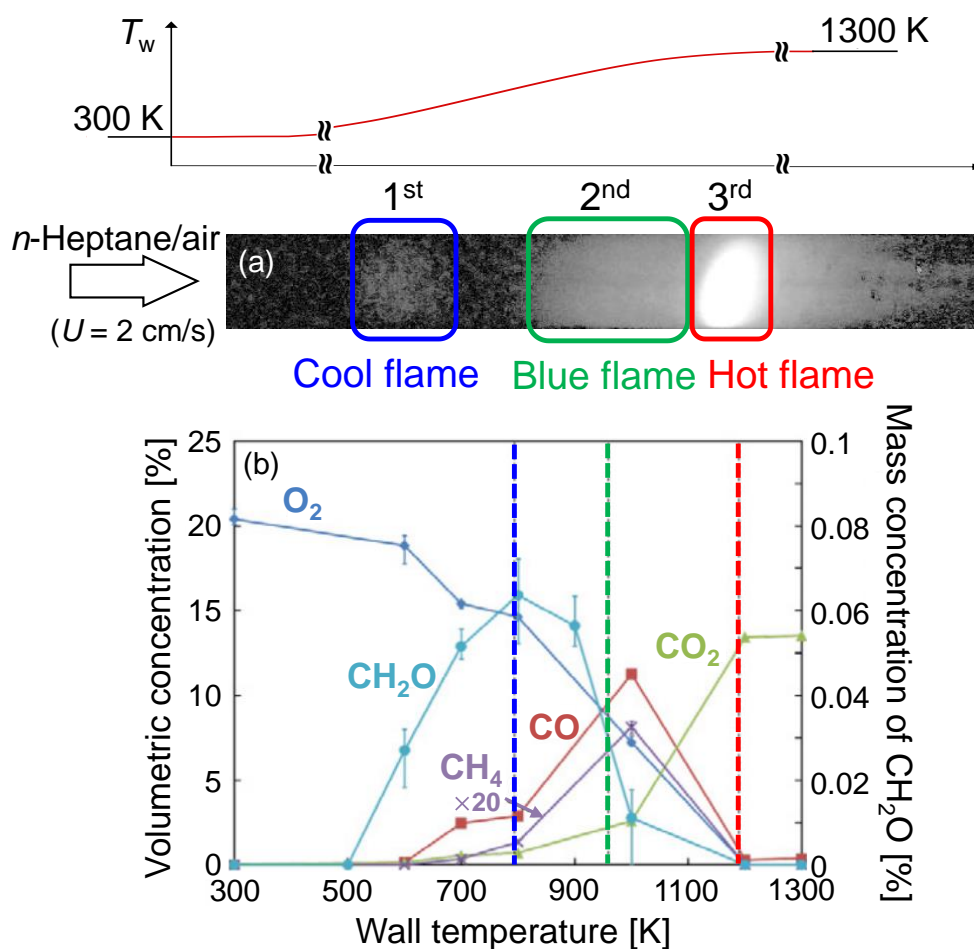 T_w
1300 K
300 K
1st 2nd 3rd
n-Heptane/air
(U = 2 cm/s)
(a)
Cool flame Blue flame Hot flame
(b)
Volumetric concentration [%]
25
20
15
10
5
0
O2
CH2O
CH4
×20
CO
CO2
0.1
0.08
0.06
0.04
0.02
0
Mass concentration of CH2O [%]
300 500 700 900 1100 1300
Wall temperature [K]